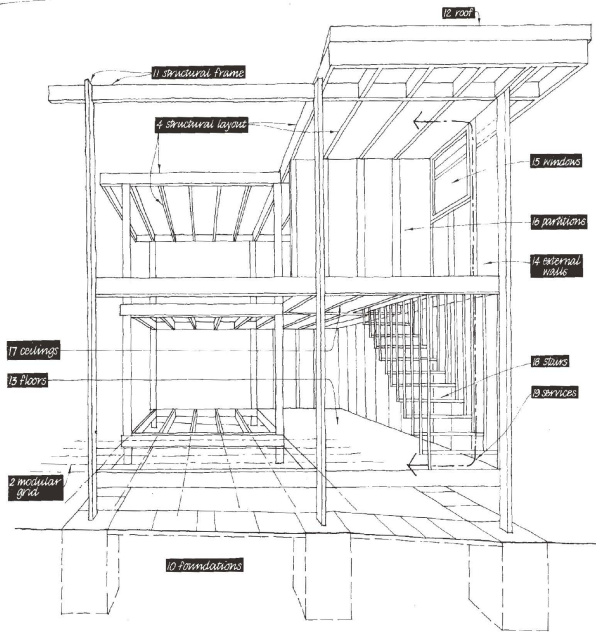 12 roof
11 structural frame
4 structural layout
15 windows
16 partitions
14 external
walls
17 ceilings
18 stairs
13 floors
19 services
2 modular
grid
10 foundations